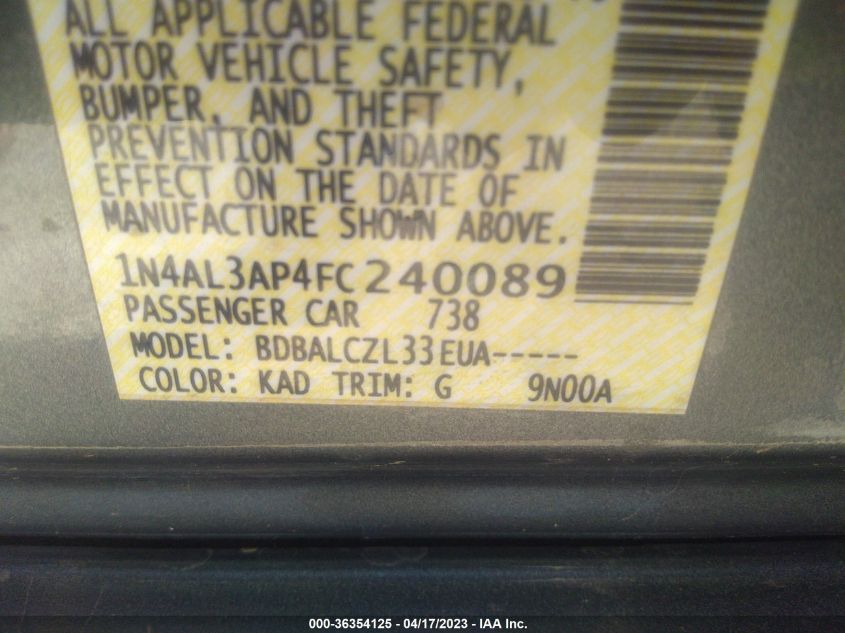 ALL APPLICABLE FEDERAL
MOTOR VEHICLE SAFETY,
BUMPER, AND THEFT
PREVENTION STANDARDS IN
EFFECT ON THE DATE OF
MANUFACTURE SHOWN ABOVE.
1N4AL3AP4FC240089
PASSENGER CAR 738
MODEL: BDBALCZL33EUA-----
COLOR: KAD TRIM: G 9N00A
000-36354125 - 04/17/2023 - IAA Inc.